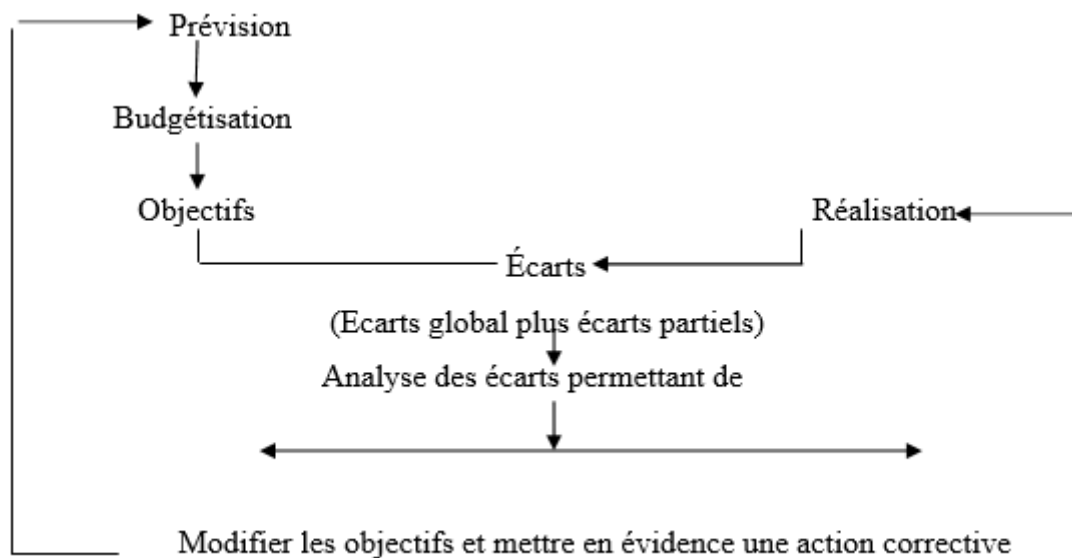 Prévision
Budgétisation
Objectifs
Réalisation
Écarts
(Ecarts global plus écarts partiels)
Analyse des écarts permettant de
Modifier les objectifs et mettre en évidence une action corrective